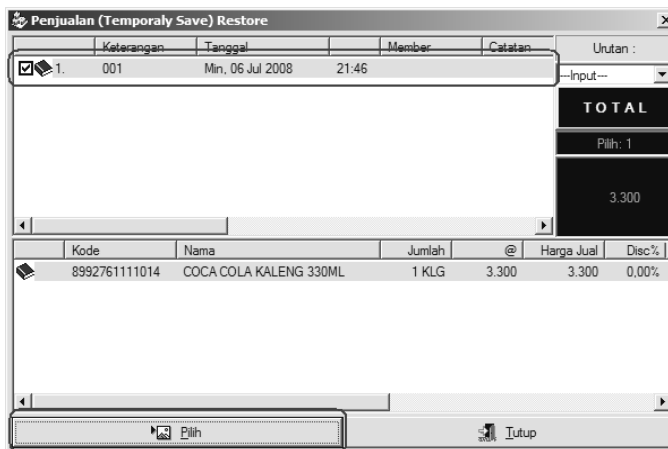 Penjualan (Temporaly Save) Restore
Keterangan Tanggal Member Catatan Urutan :
1. 001 Min, 06 Jul 2008 21:46
---Input---
TOTAL
Pilih: 1
3.300
Kode Nama Jumlah @ Harga Jual Disc%
8992761111014 COCA COLA KALENG 330ML 1 KLG 3.300 3.300 0,00%
Pilih Tutup